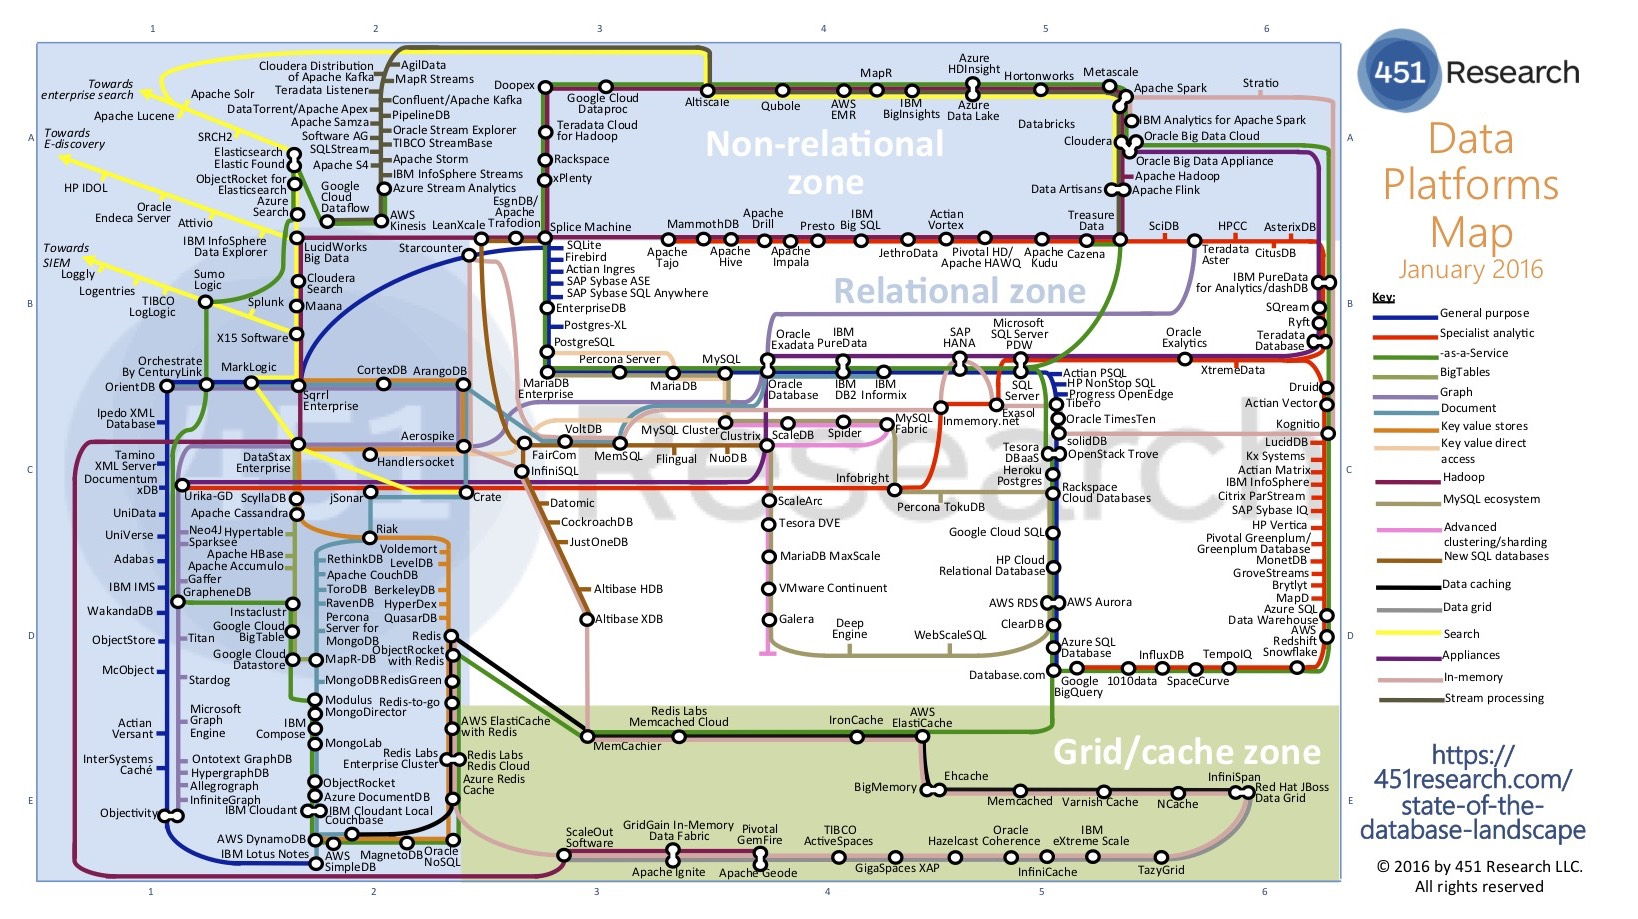 1 2 3 4 5 6
451 Research
Data
Platforms
Map
January 2016
Key:
General purpose
Specialist analytic
-as-a-Service
BigTables
Graph
Document
Key value stores
Key value direct
access
Hadoop
MySQL ecosystem
Advanced
clustering/sharding
New SQL databases
Data caching
Data grid
Search
Appliances
In-memory
Stream processing
https://
451research.com/
state-of-the-
database-landscape
© 2016 by 451 Research LLC.
All rights reserved
A
B
C
D
E
Non-relational
zone
Relational zone
Grid/cache zone
451 Research
Towards
enterprise search
Apache Solr
Apache Lucene
Towards
E-discovery
SRCH2
HP IDOL
Oracle
Endeca Server
Attivio
Towards
SIEM
Loggly
Logentries
IBM InfoSphere
Data Explorer
Sumo
Logic
TIBCO
LogLogic
Splunk
X15 Software
Cloudera Distribution
of Apache Kafka
Teradata Listener
DataTorrent/Apache Apex
Apache Samza
Software AG
SQLStream
Apache S4
Elasticsearch
Elastic Found
ObjectRocket for
Elasticsearch
Azure
Search
Google
Cloud
Dataflow
AgilData
MapR Streams
Confluent/Apache Kafka
PipelineDB
Oracle Stream Explorer
TIBCO StreamBase
Apache Storm
IBM InfoSphere Streams
Azure Stream Analytics
AWS
Kinesis
LeanXcale
EsgnDB/
Apache
Trafodion
Starcounter
LucidWorks
Big Data
Cloudera
Search
Maana
Doopex
Google Cloud
Dataproc
Teradata Cloud
for Hadoop
Rackspace
xPlenty
Splice Machine
Altiscale
Qubole
AWS
EMR
MapR
IBM
BigInsights
Azure
HDInsight
Azure
Data Lake
Hortonworks
Metascale
Apache Spark
Stratio
Databricks
IBM Analytics for Apache Spark
Cloudera
Oracle Big Data Cloud
Oracle Big Data Appliance
Apache Hadoop
Data Artisans
Apache Flink
Treasure
Data
MammothDB
Apache
Tajo
Apache
Hive
Apache
Drill
Apache
Impala
Presto
IBM
Big SQL
JethroData
Actian
Vortex
Pivotal HD/
Apache HAWQ
Apache
Kudu
Cazena
SciDB
Teradata
Aster
HPCC
CitusDB
AsterixDB
IBM PureData
for Analytics/dashDB
SQream
Ryft
Teradata
Database
SQLite
Firebird
Actian Ingres
SAP Sybase ASE
SAP Sybase SQL Anywhere
EnterpriseDB
Postgres-XL
PostgreSQL
MariaDB
Enterprise
Percona Server
MariaDB
MySQL
Oracle
Exadata
Oracle
Database
IBM
PureData
IBM
DB2
IBM
Informix
SAP
HANA
Microsoft
SQL Server
PDW
SQL
Server
Oracle
Exalytics
XtremeData
Actian PSQL
HP NonStop SQL
Progress OpenEdge
Tibero
Oracle TimesTen
solidDB
OpenStack Trove
Tesora
DBaaS
Heroku
Postgres
Rackspace
Cloud Databases
Google Cloud SQL
HP Cloud
Relational Database
AWS RDS
AWS Aurora
ClearDB
Azure SQL
Database
Database.com
Google
BigQuery
1010data
InfluxDB
SpaceCurve
TempoIQ
Druid
Actian Vector
Kognitio
LucidDB
Kx Systems
Actian Matrix
IBM InfoSphere
Citrix ParStream
SAP Sybase IQ
HP Vertica
Pivotal Greenplum/
Greenplum Database
MonetDB
GroveStreams
Brytlyt
MapD
Azure SQL
Data Warehouse
AWS
Redshift
Snowflake
Orchestrate
By CenturyLink
OrientDB
MarkLogic
Sqrrl
Enterprise
CortexDB
ArangoDB
Ipedo XML
Database
Tamino
XML Server
Documentum
xDB
Urika-GD
UniData
UniVerse
Adabas
IBM IMS
WakandaDB
ObjectStore
McObject
Actian
Versant
InterSystems
Caché
Objectivity
Aerospike
Handlersocket
DataStax
Enterprise
ScyllaDB
Apache Cassandra
jSonar
Crate
Riak
Neo4J
Sparksee
Hypertable
Apache HBase
Apache Accumulo
Gaffer
GrapheneDB
Instaclustr
Google Cloud
BigTable
Google Cloud
Datastore
Titan
Stardog
Microsoft
Graph
Engine
Ontotext GraphDB
HypergraphDB
Allegrograph
InfiniteGraph
RethinkDB
Apache CouchDB
ToroDB
RavenDB
Percona
Server for
MongoDB
MapR-DB
MongoDB
Modulus
MongoDirector
IBM
Compose
MongoLab
ObjectRocket
Azure DocumentDB
IBM Cloudant
IBM Cloudant Local
Couchbase
AWS DynamoDB
IBM Lotus Notes
AWS
SimpleDB
MagnetoDB
Oracle
NoSQL
Voldemort
LevelDB
BerkeleyDB
HyperDex
QuasarDB
Redis
ObjectRocket
with Redis
RedisGreen
Redis-to-go
AWS ElastiCache
with Redis
Redis Labs
Enterprise Cluster
Redis Labs
Redis Cloud
Azure Redis
Cache
FairCom
InfiniSQL
VoltDB
MemSQL
MySQL Cluster
Flingual
NuoDB
Clustrix
ScaleDB
Spider
MySQL
Fabric
Inmemory.net
Exasol
Infobright
Percona TokuDB
Datomic
CockroachDB
JustOneDB
Altibase HDB
Altibase XDB
ScaleArc
Tesora DVE
MariaDB MaxScale
VMware Continuent
Galera
Deep
Engine
WebScaleSQL
MemCachier
Redis Labs
Memcached Cloud
IronCache
AWS
ElastiCache
BigMemory
Ehcache
Memcached
Varnish Cache
NCache
InfiniSpan
Red Hat JBoss
Data Grid
ScaleOut
Software
GridGain In-Memory
Data Fabric
Apache Ignite
Pivotal
GemFire
Apache Geode
TIBCO
ActiveSpaces
GigaSpaces XAP
Hazelcast
Oracle
Coherence
InfiniCache
IBM
eXtreme Scale
TazyGrid
A
B
C
D
E
1 2 3 4 5 6